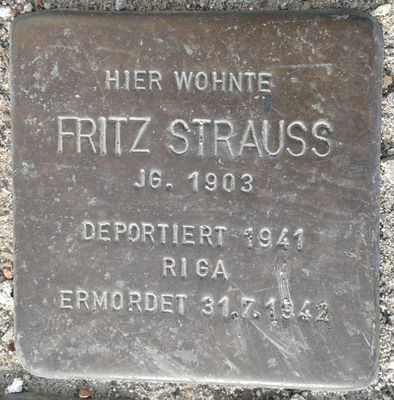 HIER WOHNTE
FRITZ STRAUSS
JG. 1903
DEPORTIERT 1941
RIGA
ERMORDET 31.7.1942